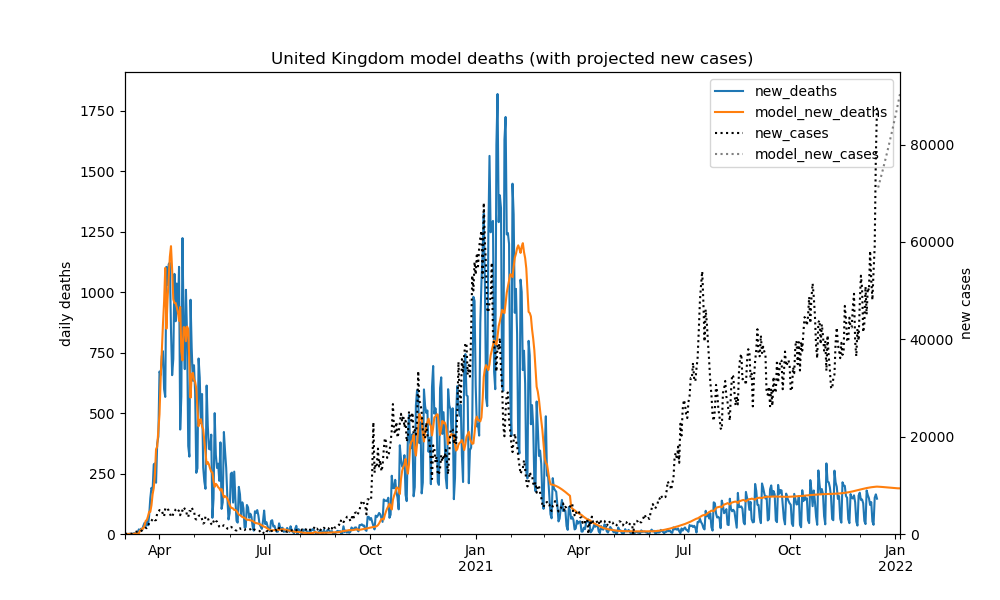 United Kingdom model deaths (with projected new cases)
new_deaths
model_new_deaths
new_cases
model_new_cases
daily deaths
1750
1500
1250
1000
750
500
250
0
new cases
80000
60000
40000
20000
0
Apr
Jul
Oct
Jan
2021
Apr
Jul
Oct
Jan
2022